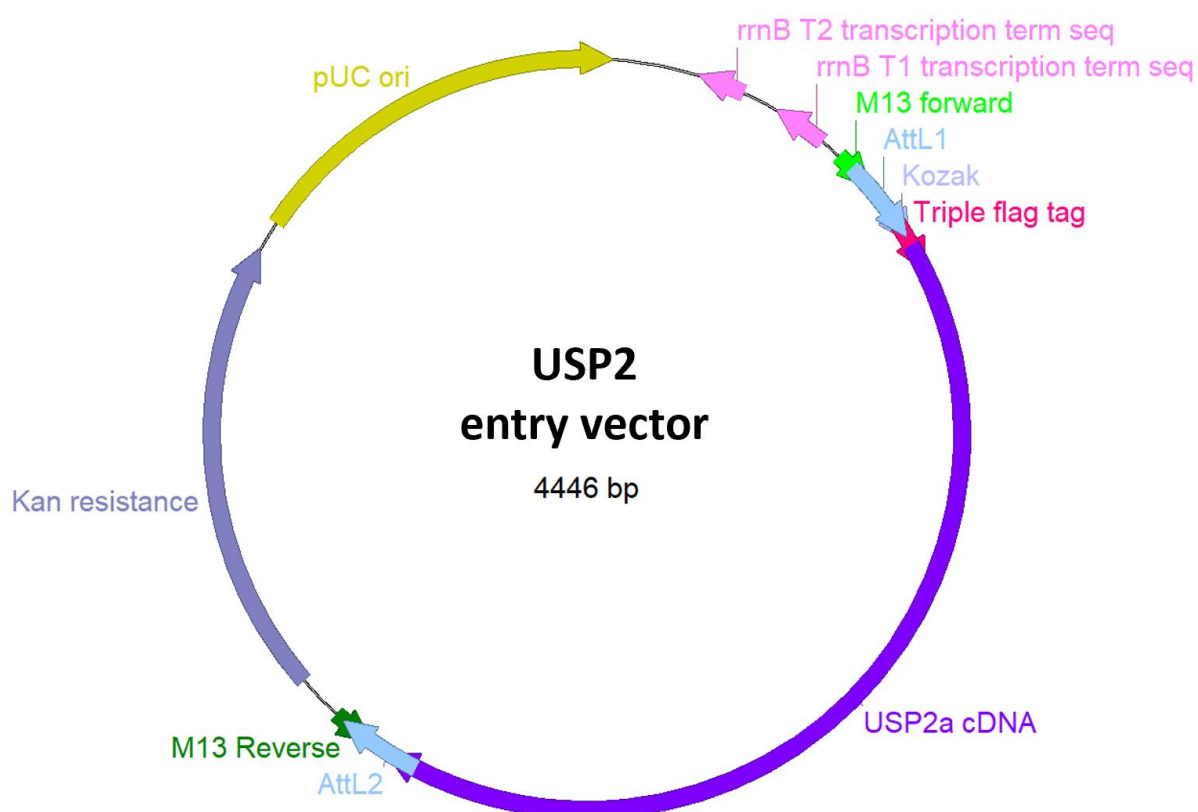 rrnB T2 transcription term seq
rrnB T1 transcription term seq
pUC ori
M13 forward
AttL1
Kozak
Triple flag tag
USP2
entry vector
4446 bp
Kan resistance
USP2a cDNA
M13 Reverse
AttL2